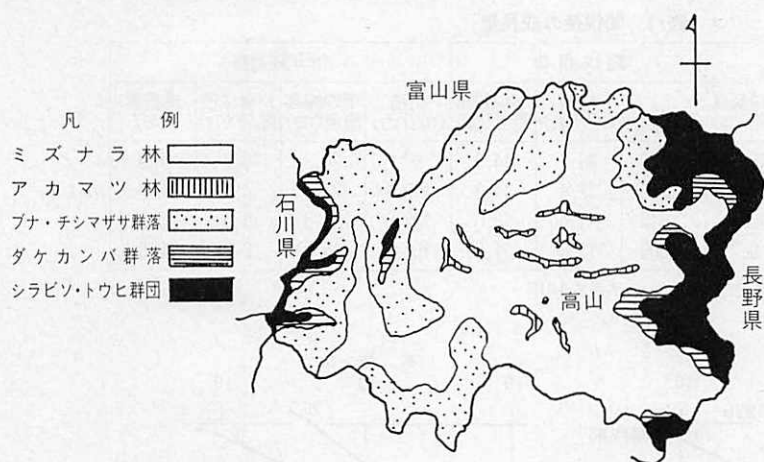 富山県
凡例
ミズナラ林
アカマツ林
ブナ・チシマザサ群落
ダケカンバ群落
シラビソ・トウヒ群団
石川県
高山
長野県